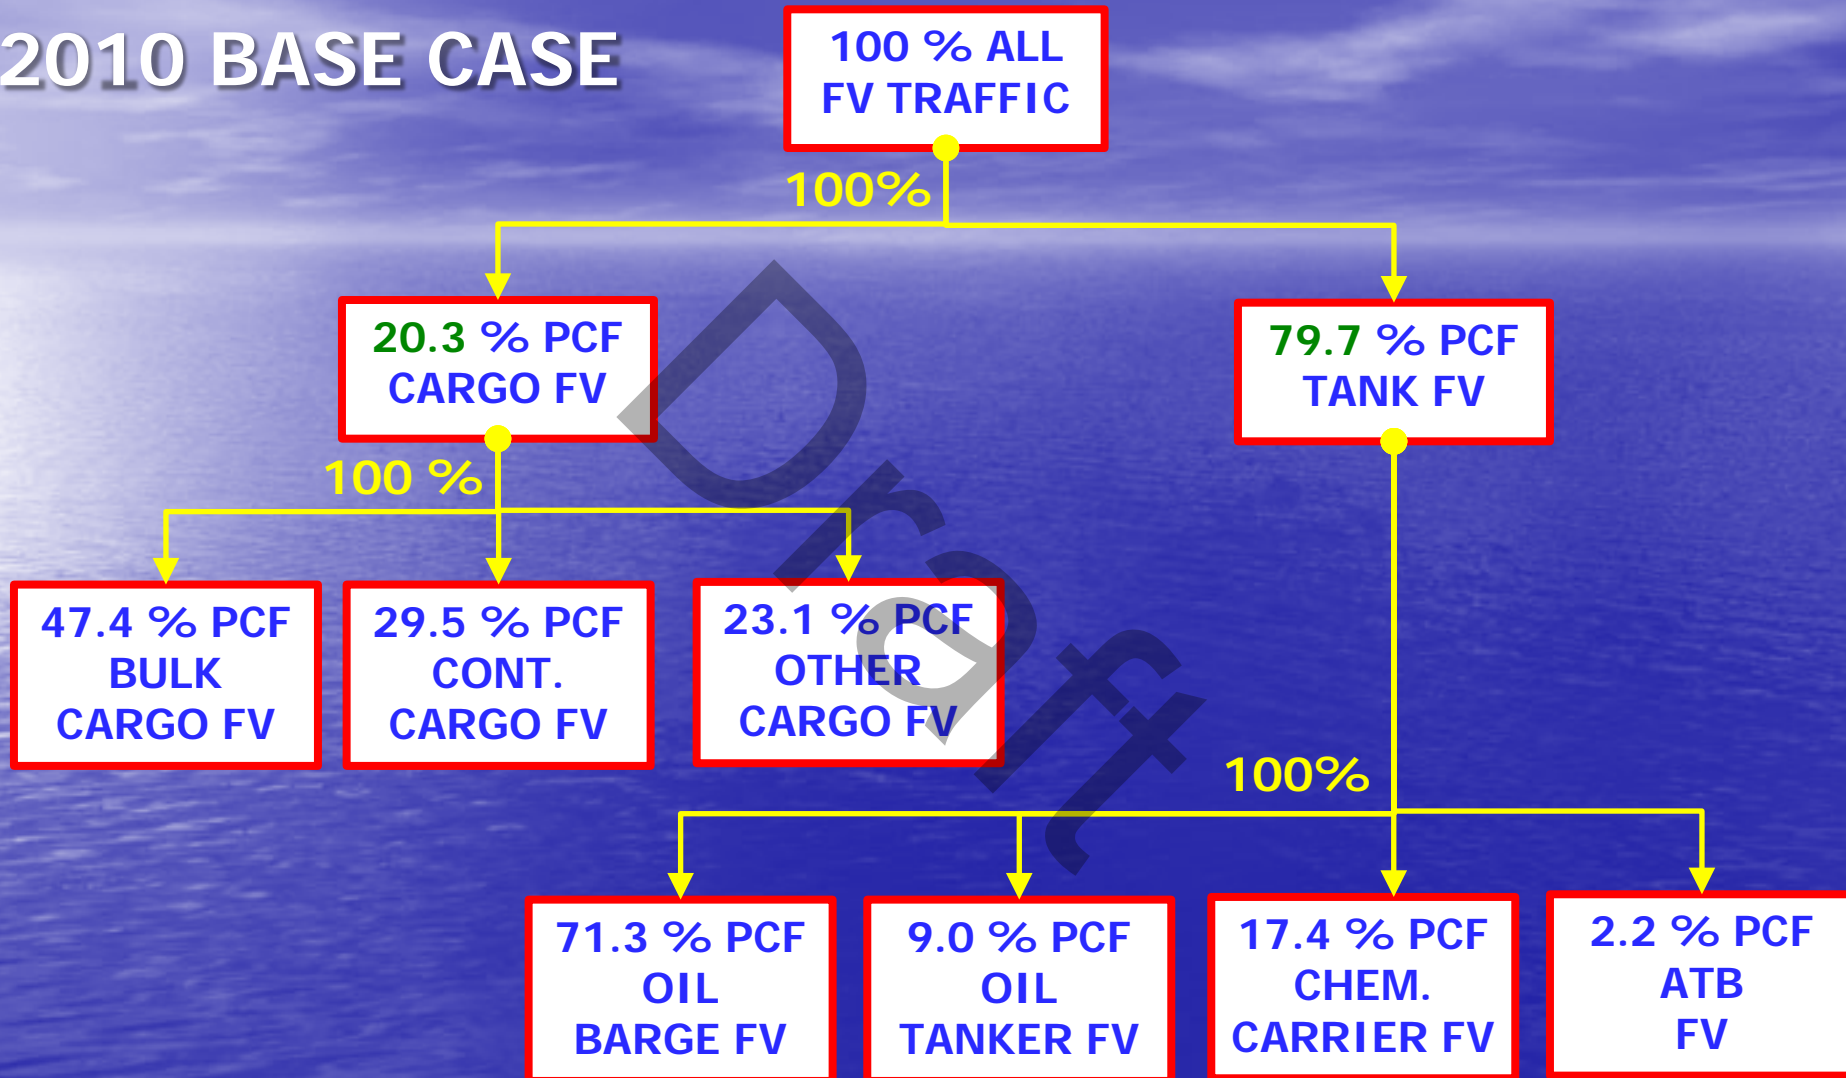 2010 BASE CASE
100 % ALL
FV TRAFFIC
100%
20.3 % PCF
CARGO FV
79.7 % PCF
TANK FV
100 %
47.4 % PCF
BULK
CARGO FV
29.5 % PCF
CONT.
CARGO FV
23.1 % PCF
OTHER
CARGO FV
100%
71.3 % PCF
OIL
BARGE FV
9.0 % PCF
OIL
TANKER FV
17.4 % PCF
CHEM.
CARRIER FV
2.2 % PCF
ATB
FV
Draft